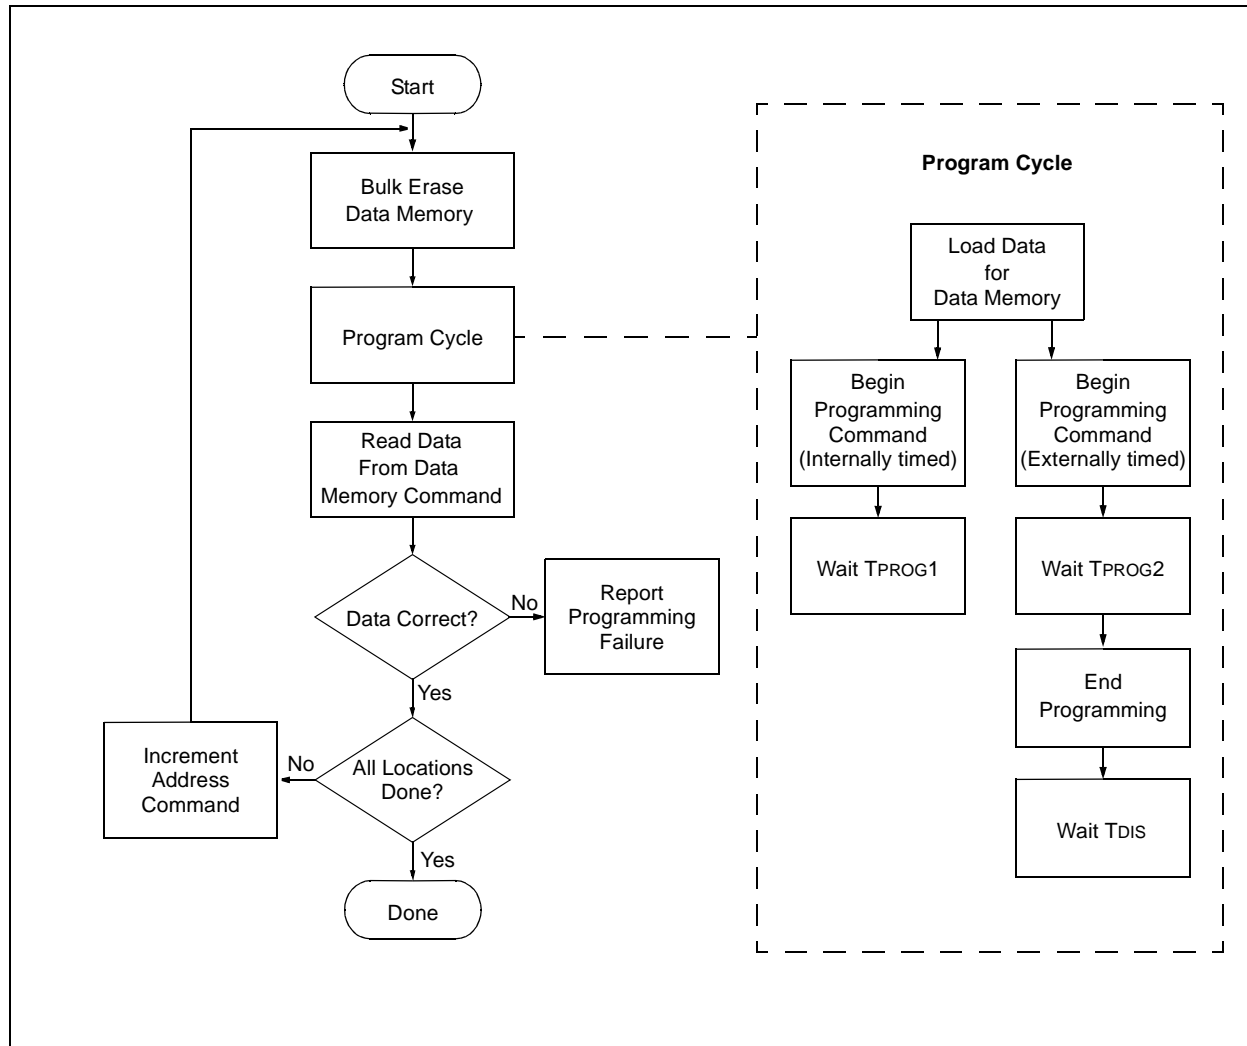 Start
Bulk Erase
Data Memory
Program Cycle
Read Data
From Data
Memory Command
Data Correct?
No
Report
Programming
Failure
Yes
All Locations
Done?
No
Increment
Address
Command
Yes
Done
Program Cycle
Load Data
for
Data Memory
Begin
Programming
Command
(Internally timed)
Wait TPROG1
Begin
Programming
Command
(Externally timed)
Wait TPROG2
End
Programming
Wait TDIS